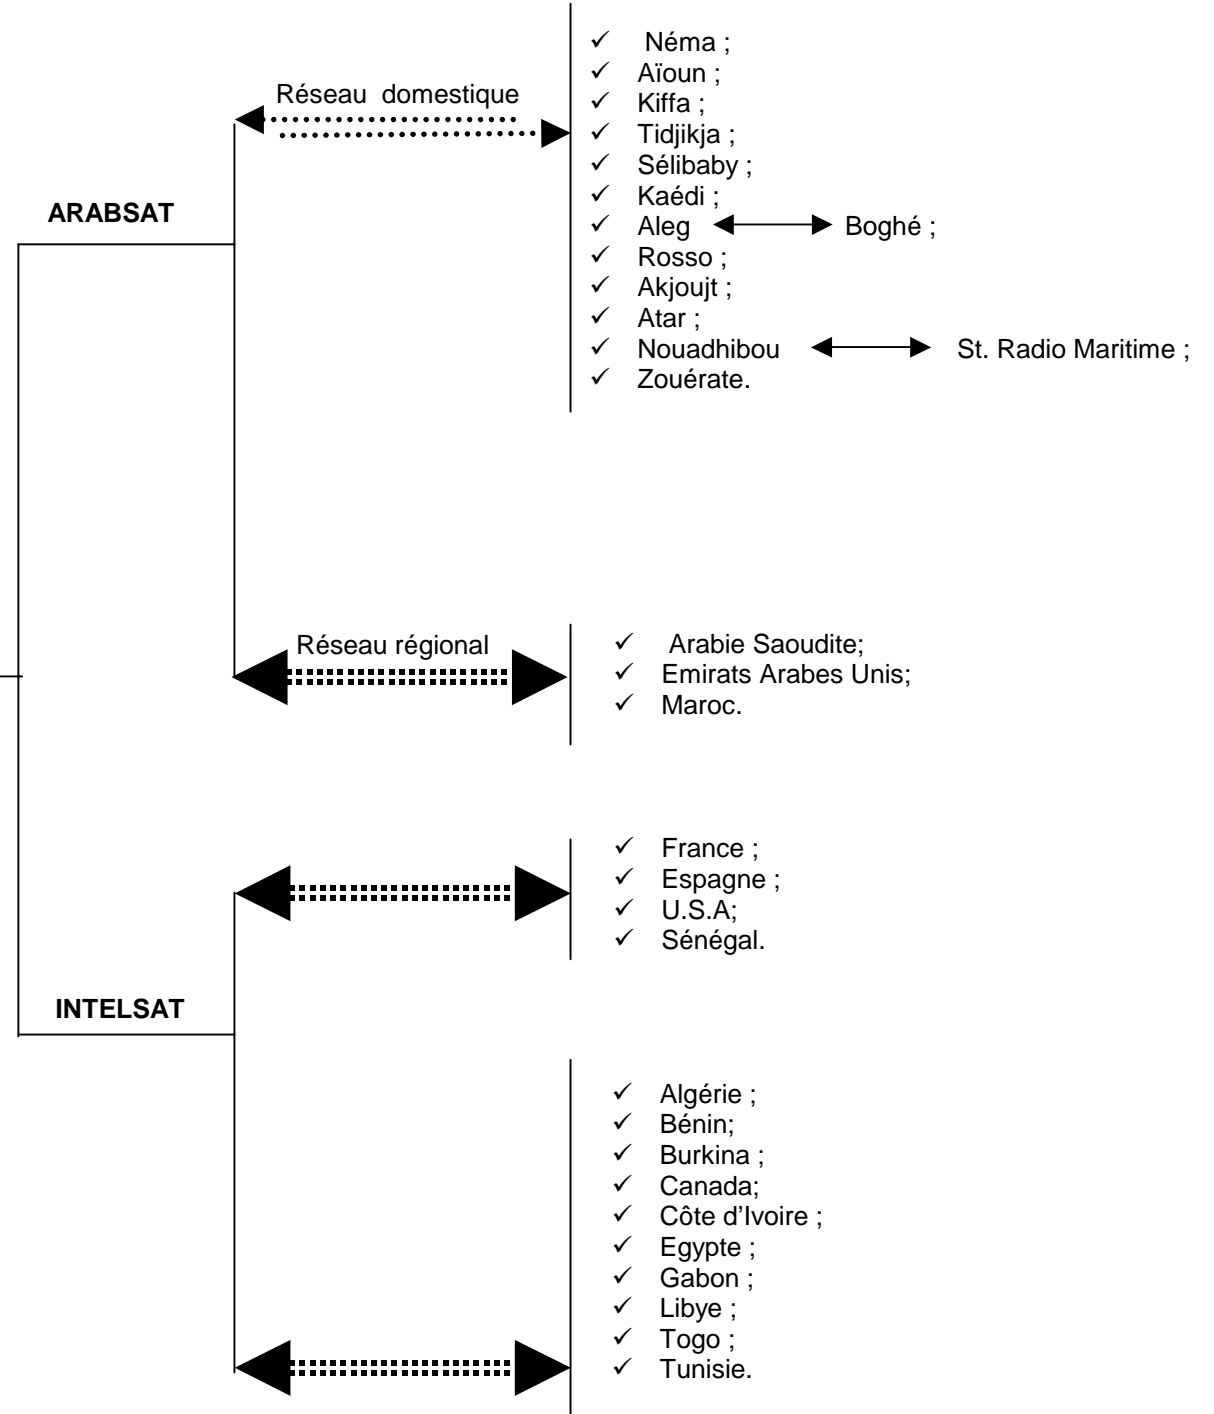 ✓ Néma ;
✓ Aïoun ;
Réseau domestique
✓ Kiffa ;
✓ Tidjikja ;
✓ Sélibaby ;
✓ Kaédi ;
ARABSAT
✓ Aleg Boghé ;
✓ Rosso ;
✓ Akjoujt ;
✓ Atar ;
✓ Nouadhibou St. Radio Maritime ;
✓ Zouérate.
Réseau régional
✓ Arabie Saoudite;
✓ Emirats Arabes Unis;
✓ Maroc.
✓ France ;
✓ Espagne ;
✓ U.S.A;
✓ Sénégal.
INTELSAT
✓ Algérie ;
✓ Bénin;
✓ Burkina ;
✓ Canada;
✓ Côte d’Ivoire ;
✓ Egypte ;
✓ Gabon ;
✓ Libye ;
✓ Togo ;
✓ Tunisie.